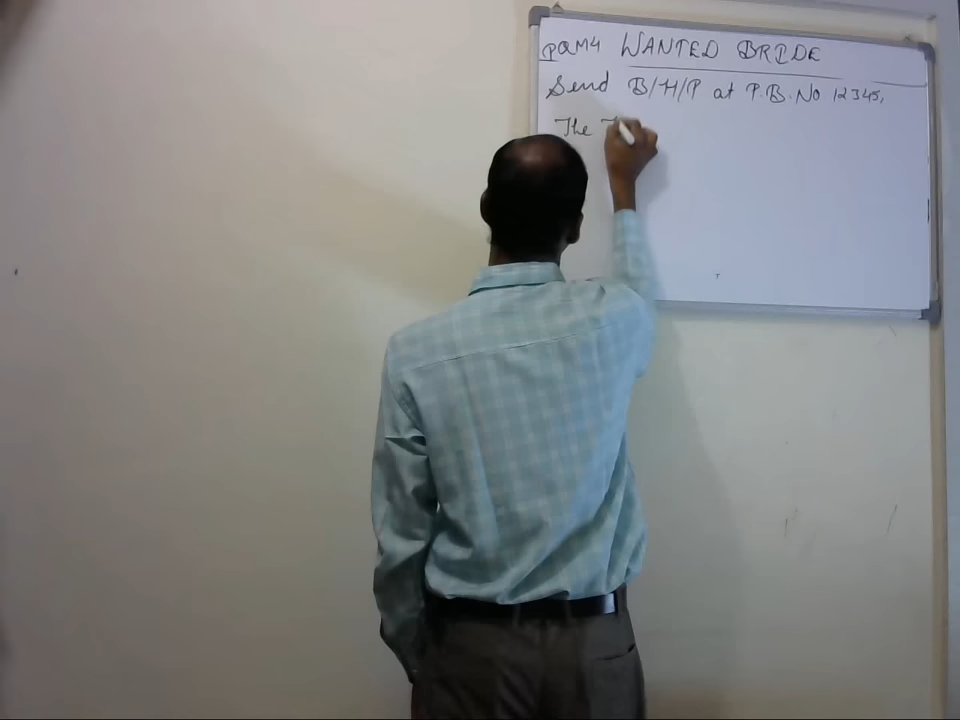 PQM4 WANTED BRIDE
Send B/H/P at P.B. No 12345,
The T